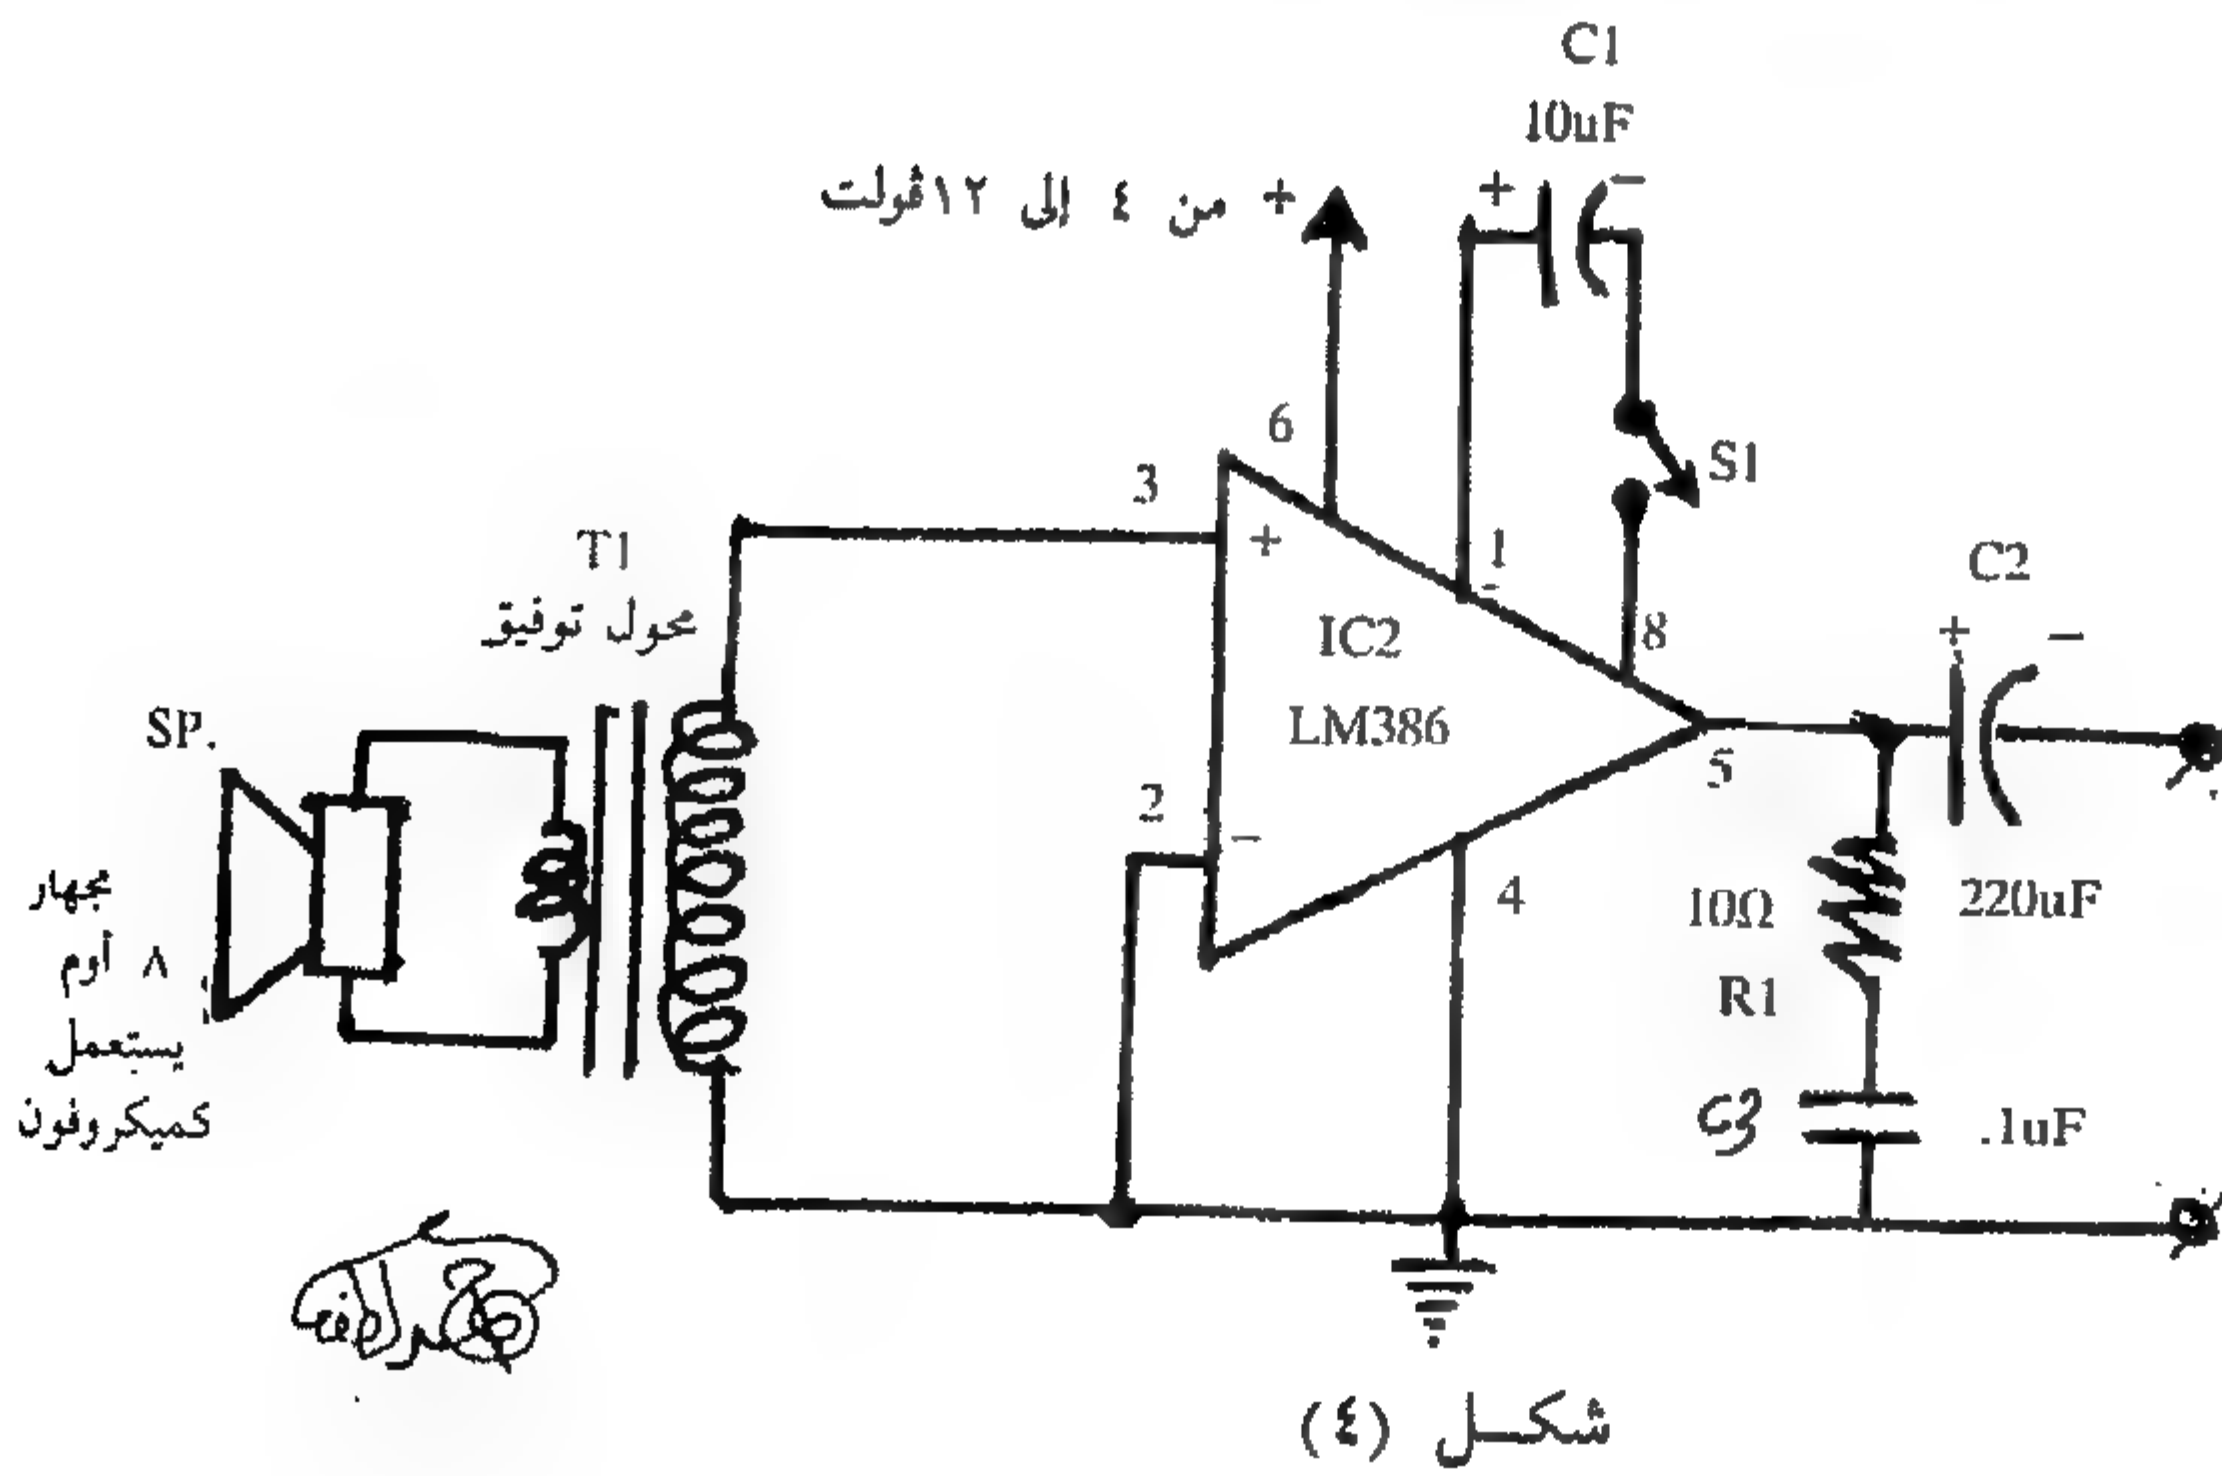 C1
10uF
+ −
+ من ٤ إلى ١٢ ڤولت
6
S1
3
1
T1
محول توفيق
+
-
8
C2
+ −
IC2
LM386
SP.
5
2
−
مجهار
٨ أوم
يستعمل
كميكروفون
4
10Ω
R1
220uF
C3
.1uF
شكل (٤)